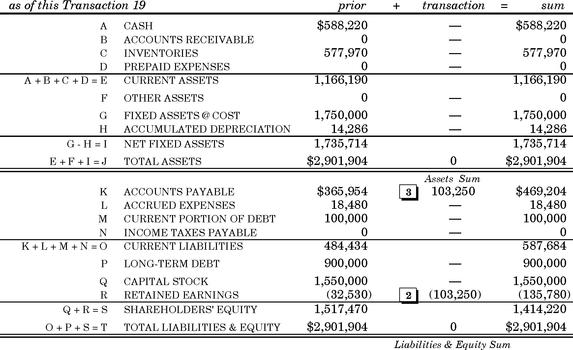 as of this Transaction 19 prior + transaction = sum
A CASH $588,220 — $588,220
B ACCOUNTS RECEIVABLE 0 — 0
C INVENTORIES 577,970 — 577,970
D PREPAID EXPENSES 0 — 0
A + B + C + D = E CURRENT ASSETS 1,166,190 1,166,190
F OTHER ASSETS 0 — 0
G FIXED ASSETS @ COST 1,750,000 — 1,750,000
H ACCUMULATED DEPRECIATION 14,286 — 14,286
G - H = I NET FIXED ASSETS 1,735,714 1,735,714
E + F + I = J TOTAL ASSETS $2,901,904 0 $2,901,904
Assets Sum
K ACCOUNTS PAYABLE $365,954 3 103,250 $469,204
L ACCRUED EXPENSES 18,480 — 18,480
M CURRENT PORTION OF DEBT 100,000 — 100,000
N INCOME TAXES PAYABLE 0 — 0
K + L + M + N = O CURRENT LIABILITIES 484,434 587,684
P LONG-TERM DEBT 900,000 — 900,000
Q CAPITAL STOCK 1,550,000 — 1,550,000
R RETAINED EARNINGS (32,530) 2 (103,250) (135,780)
Q + R = S SHAREHOLDERS' EQUITY 1,517,470 1,414,220
O + P + S = T TOTAL LIABILITIES & EQUITY $2,901,904 0 $2,901,904
Liabilities & Equity Sum